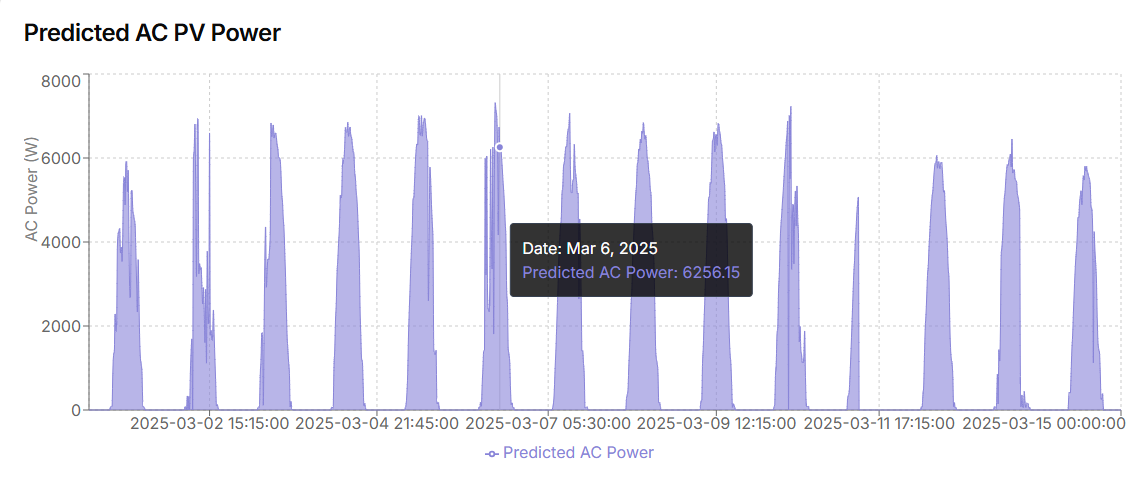 Predicted AC PV Power
8000
6000
4000
2000
0
AC Power (W)
Date: Mar 6, 2025
Predicted AC Power: 6256.15
2025-03-02 15:15:00 2025-03-04 21:45:00 2025-03-07 05:30:00 2025-03-09 12:15:00 2025-03-11 17:15:00 2025-03-15 00:00:00
Predicted AC Power